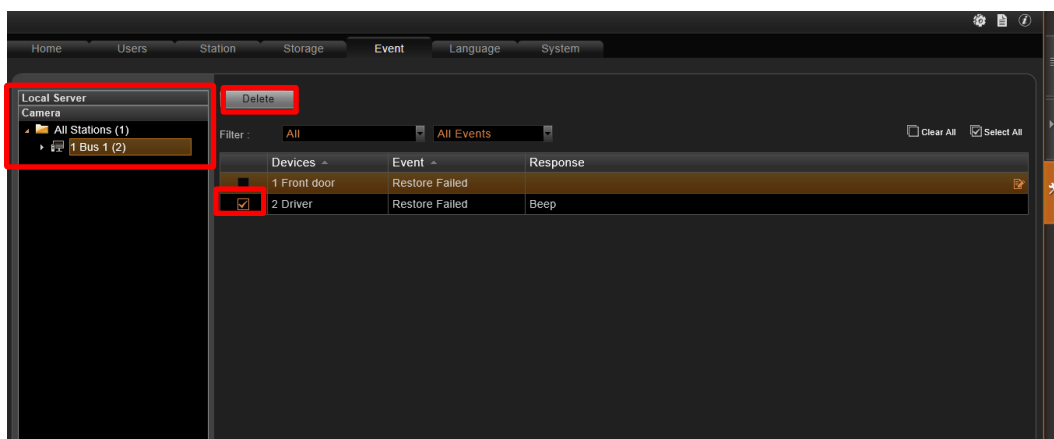 Home Users Station Storage Event Language System
Local Server
Camera
All Stations (1)
1 Bus 1 (2)
Delete
Filter : All All Events Clear All Select All
Devices Event Response
1 Front door Restore Failed
2 Driver Restore Failed Beep